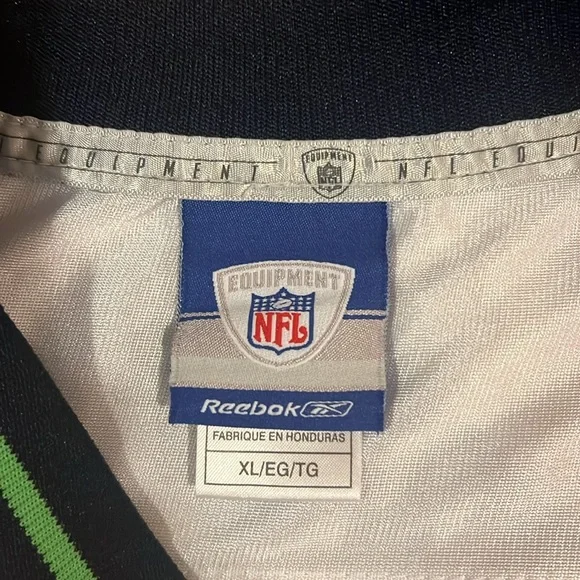 EQUIPMENT
EQUIPMENT
NFL
NFL EQUI
EQUIPMENT
NFL
Reebok
FABRIQUE EN HONDURAS
XL/EG/TG